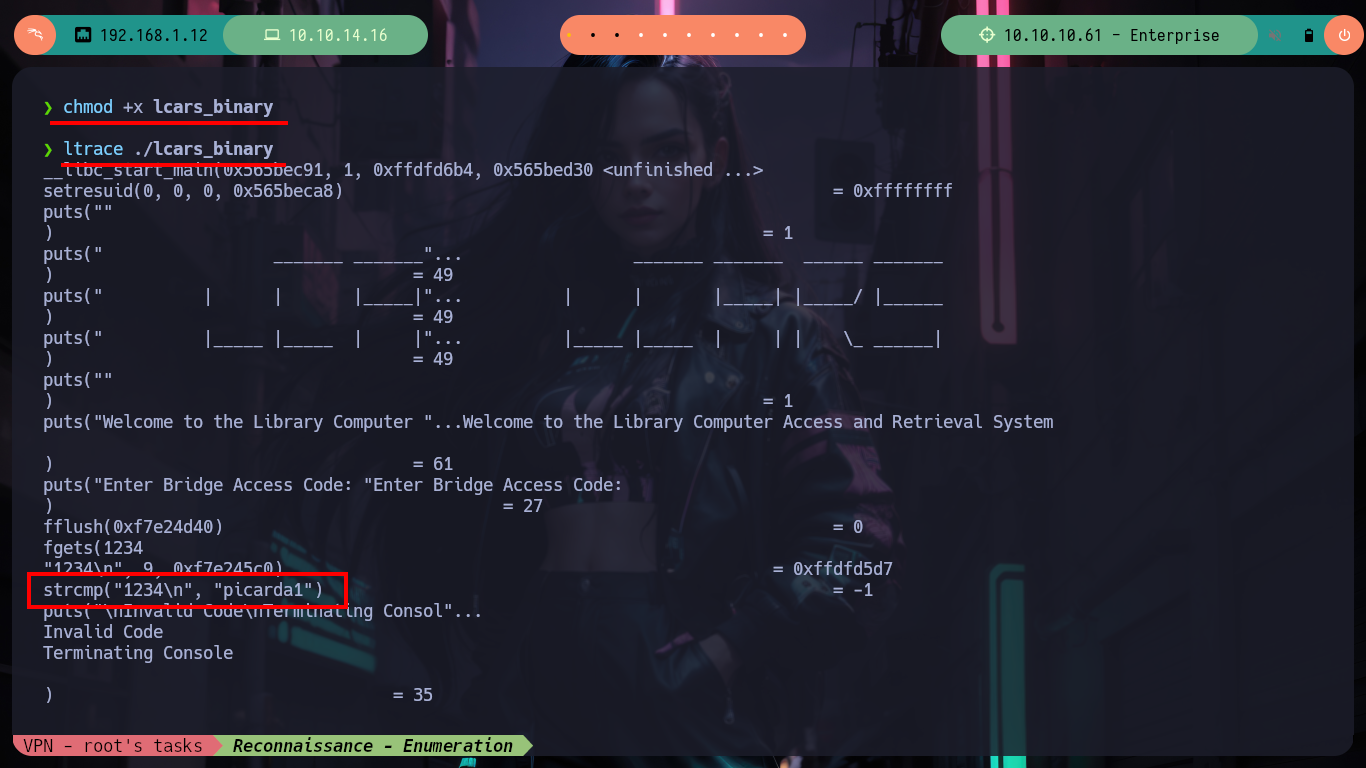 192.168.1.12 10.10.14.16 10.10.10.61 - Enterprise
❯ chmod +x lcars_binary
❯ ltrace ./lcars_binary
__libc_start_main(0x565bec91, 1, 0xffdfd6b4, 0x565bed30 <unfinished ...>
setresuid(0, 0, 0, 0x565beca8) = 0xffffffff
puts(""
) = 1
puts(" _______ _______"... _______ _______ ______ _______
) = 49
puts(" | | |_____|"... | | |_____| |_____/ |______
) = 49
puts(" |_____ |_____ | |"... |_____ |_____ | | | \_ ______|
) = 49
puts(""
) = 1
puts("Welcome to the Library Computer "...Welcome to the Library Computer Access and Retrieval System
) = 61
puts("Enter Bridge Access Code: "Enter Bridge Access Code:
) = 27
fflush(0xf7e24d40) = 0
fgets(1234
"1234\n", 9, 0xf7e245c0) = 0xffdfd5d7
strcmp("1234\n", "picarda1") = -1
puts("\nInvalid Code\nTerminating Consol"...
Invalid Code
Terminating Console
) = 35
VPN - root's tasks Reconnaissance - Enumeration